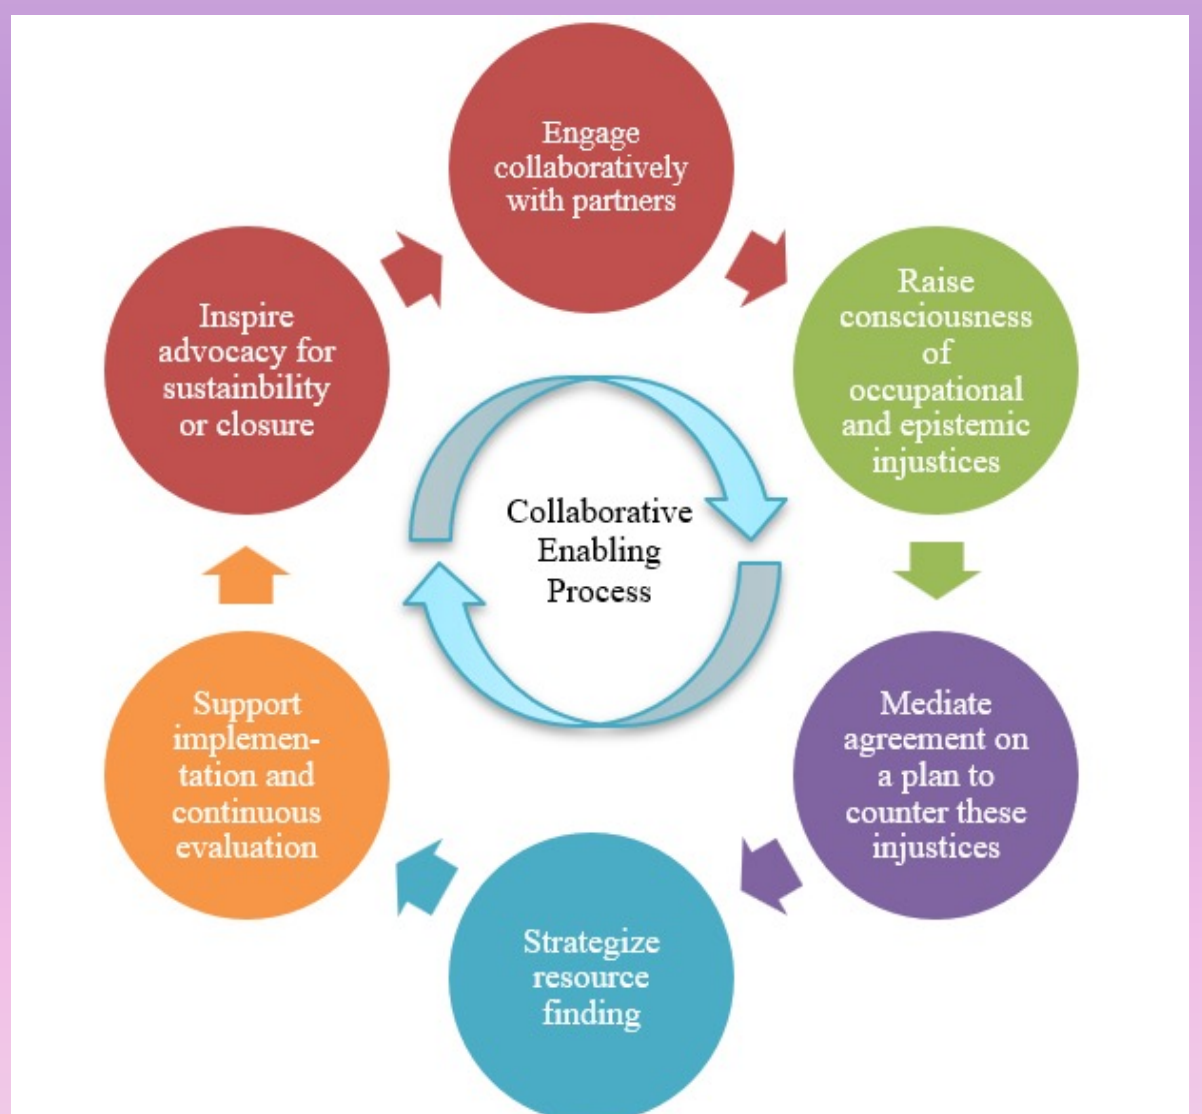 Engage
collaboratively
with partners
Raise
consciousness
of
occupational
and epistemic
injustices
Mediate
agreement on
a plan to
counter these
injustices
Strategize
resource
finding
Support
implemen-
tation and
continuous
evaluation
Inspire
advocacy for
sustainbility
or closure
Collaborative
Enabling
Process